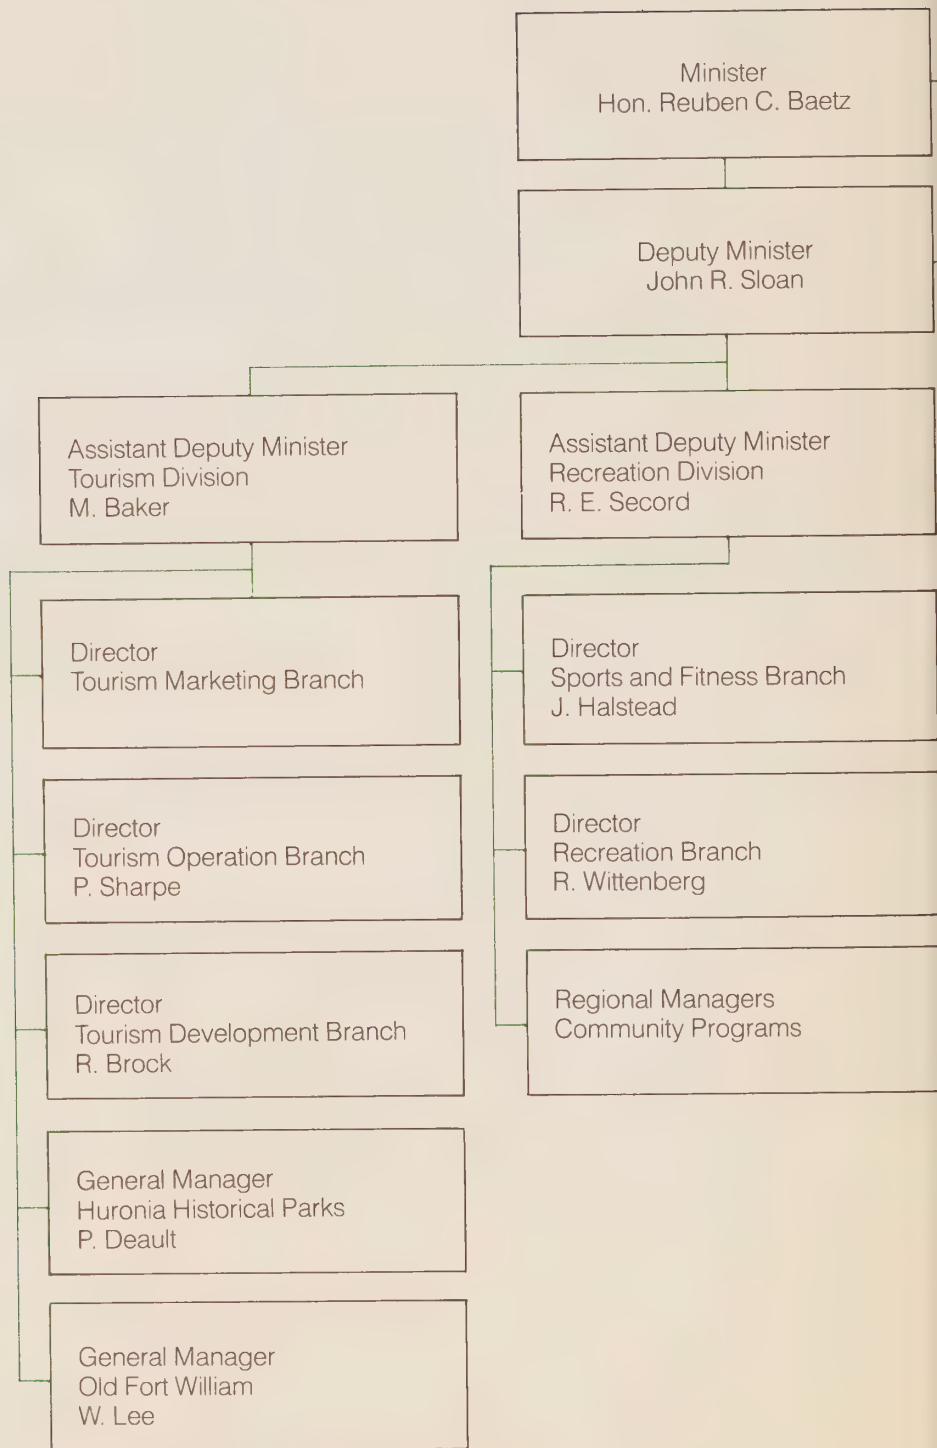 Minister
Hon. Reuben C. Baetz
Deputy Minister
John R. Sloan
Assistant Deputy Minister
Tourism Division
M. Baker
Assistant Deputy Minister
Recreation Division
R. E. Secord
Director
Tourism Marketing Branch
Director
Tourism Operation Branch
P. Sharpe
Director
Tourism Development Branch
R. Brock
General Manager
Huronia Historical Parks
P. Deault
General Manager
Old Fort William
W. Lee
Director
Sports and Fitness Branch
J. Halstead
Director
Recreation Branch
R. Wittenberg
Regional Managers
Community Programs